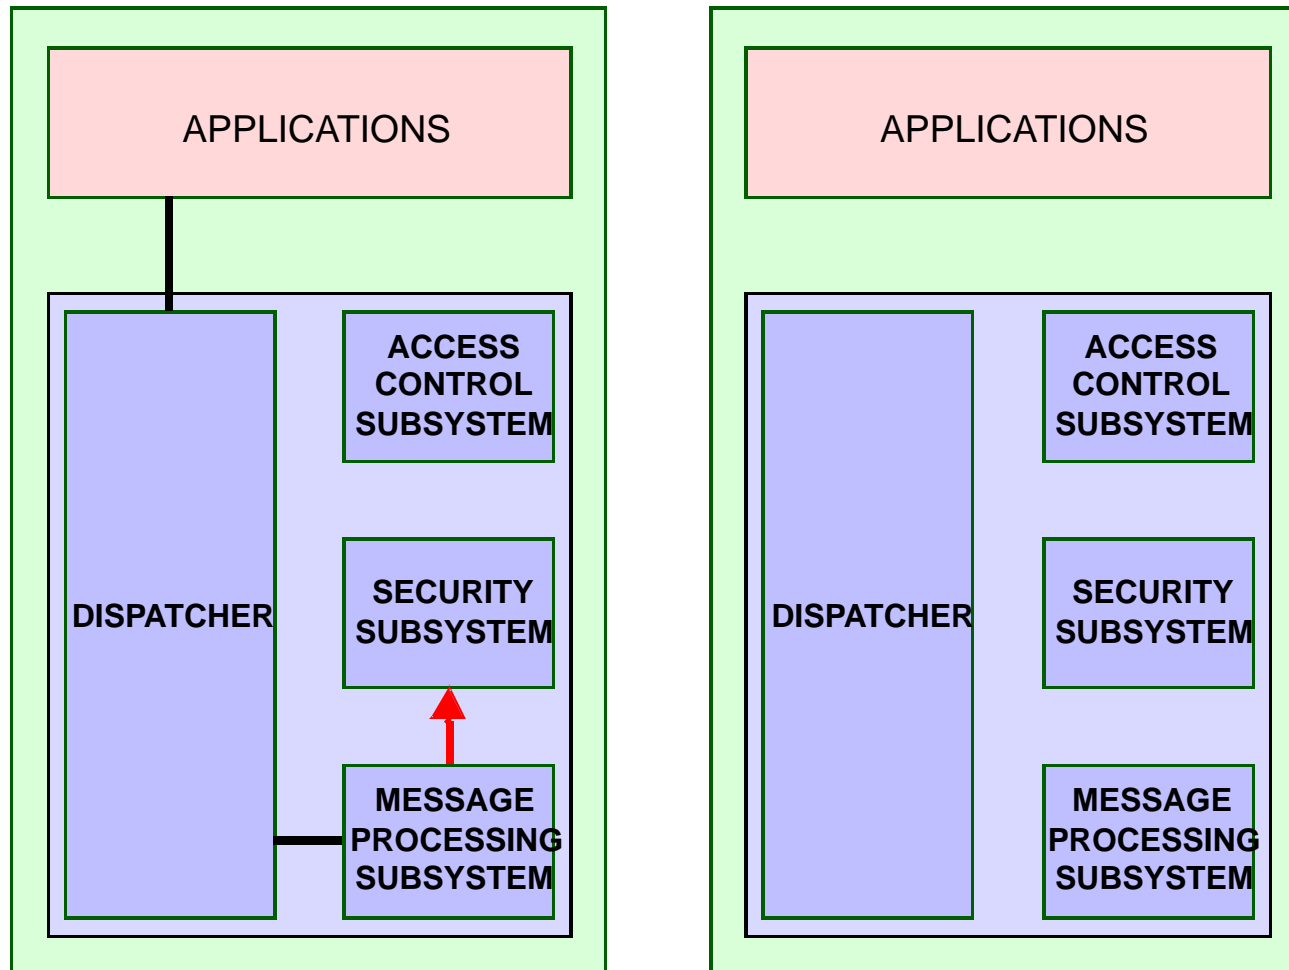 APPLICATIONS
DISPATCHER
ACCESS
CONTROL
SUBSYSTEM
SECURITY
SUBSYSTEM
MESSAGE
PROCESSING
SUBSYSTEM
APPLICATIONS
DISPATCHER
ACCESS
CONTROL
SUBSYSTEM
SECURITY
SUBSYSTEM
MESSAGE
PROCESSING
SUBSYSTEM